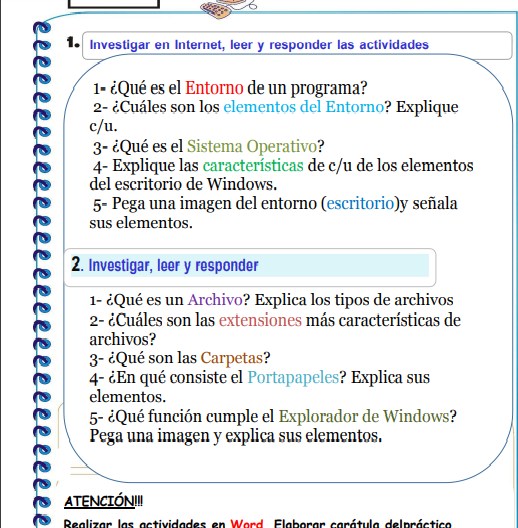 1. Investigar en Internet, leer y responder las actividades
1- ¿Qué es el Entorno de un programa?
2- ¿Cuáles son los elementos del Entorno? Explique
c/u.
3- ¿Qué es el Sistema Operativo?
4- Explique las características de c/u de los elementos
del escritorio de Windows.
5- Pega una imagen del entorno (escritorio)y señala
sus elementos.
2. Investigar, leer y responder
1- ¿Qué es un Archivo? Explica los tipos de archivos
2- ¿Cuáles son las extensiones más características de
archivos?
3- ¿Qué son las Carpetas?
4- ¿En qué consiste el Portapapeles? Explica sus
elementos.
5- ¿Qué función cumple el Explorador de Windows?
Pega una imagen y explica sus elementos.
ATENCIÓN!!!
Realizar las actividades en Word. Elaborar carátula delpráctico